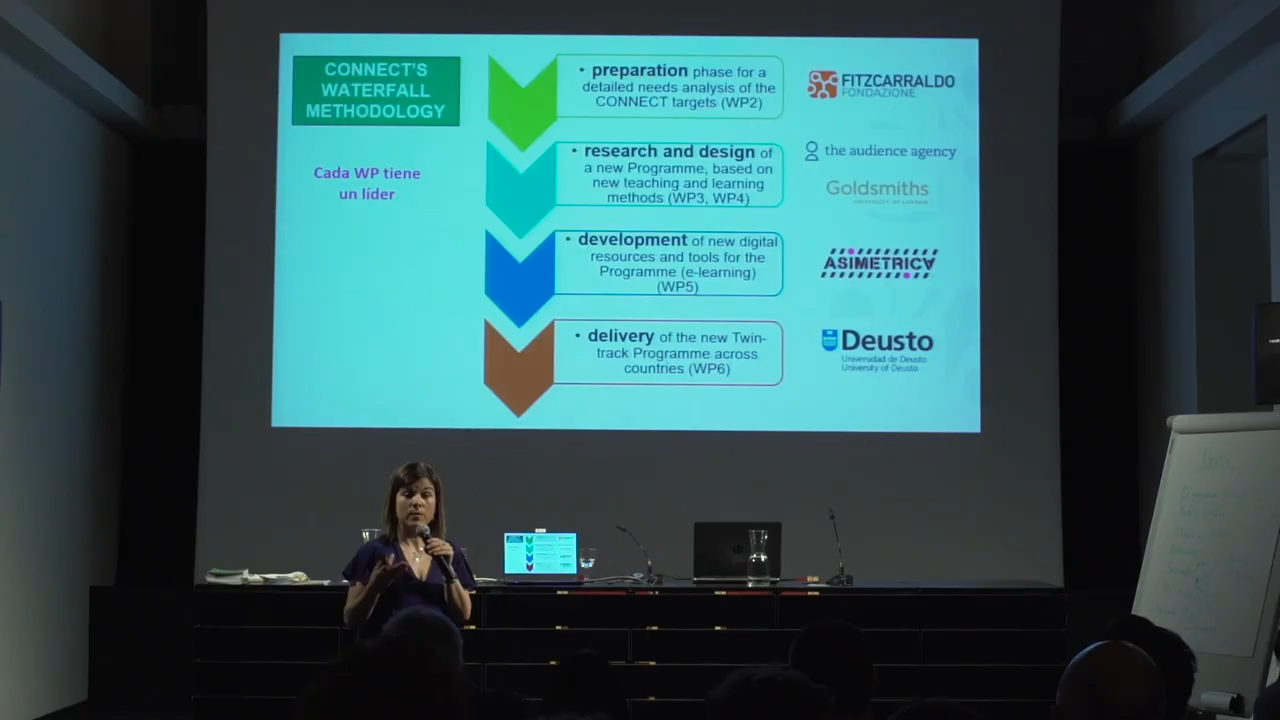 CONNECT'S
WATERFALL
METHODOLOGY
Cada WP tiene
un líder
• preparation phase for a
detailed needs analysis of the
CONNECT targets (WP2)
FITZCARRALDO
FONDAZIONE
• research and design of
a new Programme, based on
new teaching and learning
methods (WP3, WP4)
the audience agency
Goldsmiths
UNIVERSITY OF LONDON
• development of new digital
resources and tools for the
Programme (e-learning)
(WP5)
ASIMETRICA
• delivery of the new Twin-
track Programme across
countries (WP6)
Deusto
Universidad de Deusto
University of Deusto